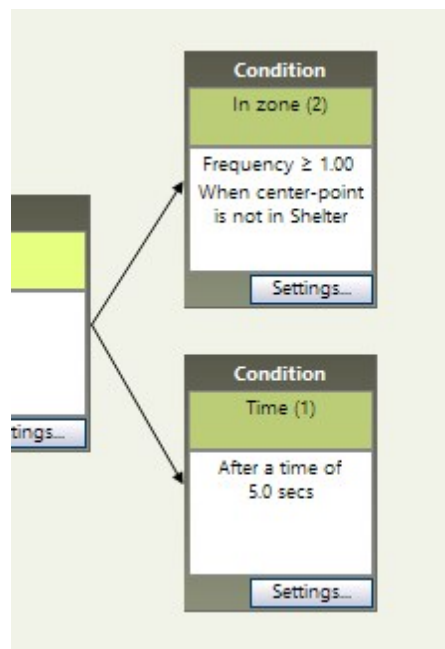 Condition
In zone (2)
Frequency ≥ 1.00
When center-point
is not in Shelter
Settings...
Condition
Time (1)
tings...
After a time of
5.0 secs
Settings...